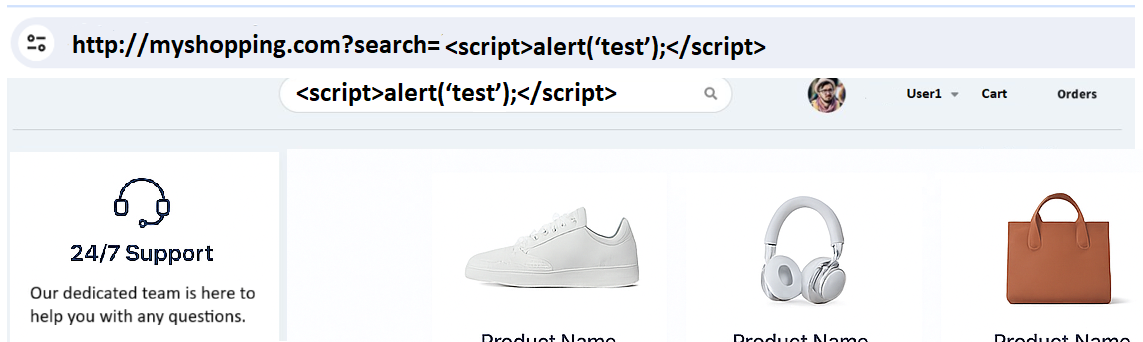 http://myshopping.com?search= <script>alert(‘test’);</script>
<script>alert(‘test’);</script>
User1 Cart Orders
24/7 Support
Our dedicated team is here to
help you with any questions.
Product Name Product Name Product Name